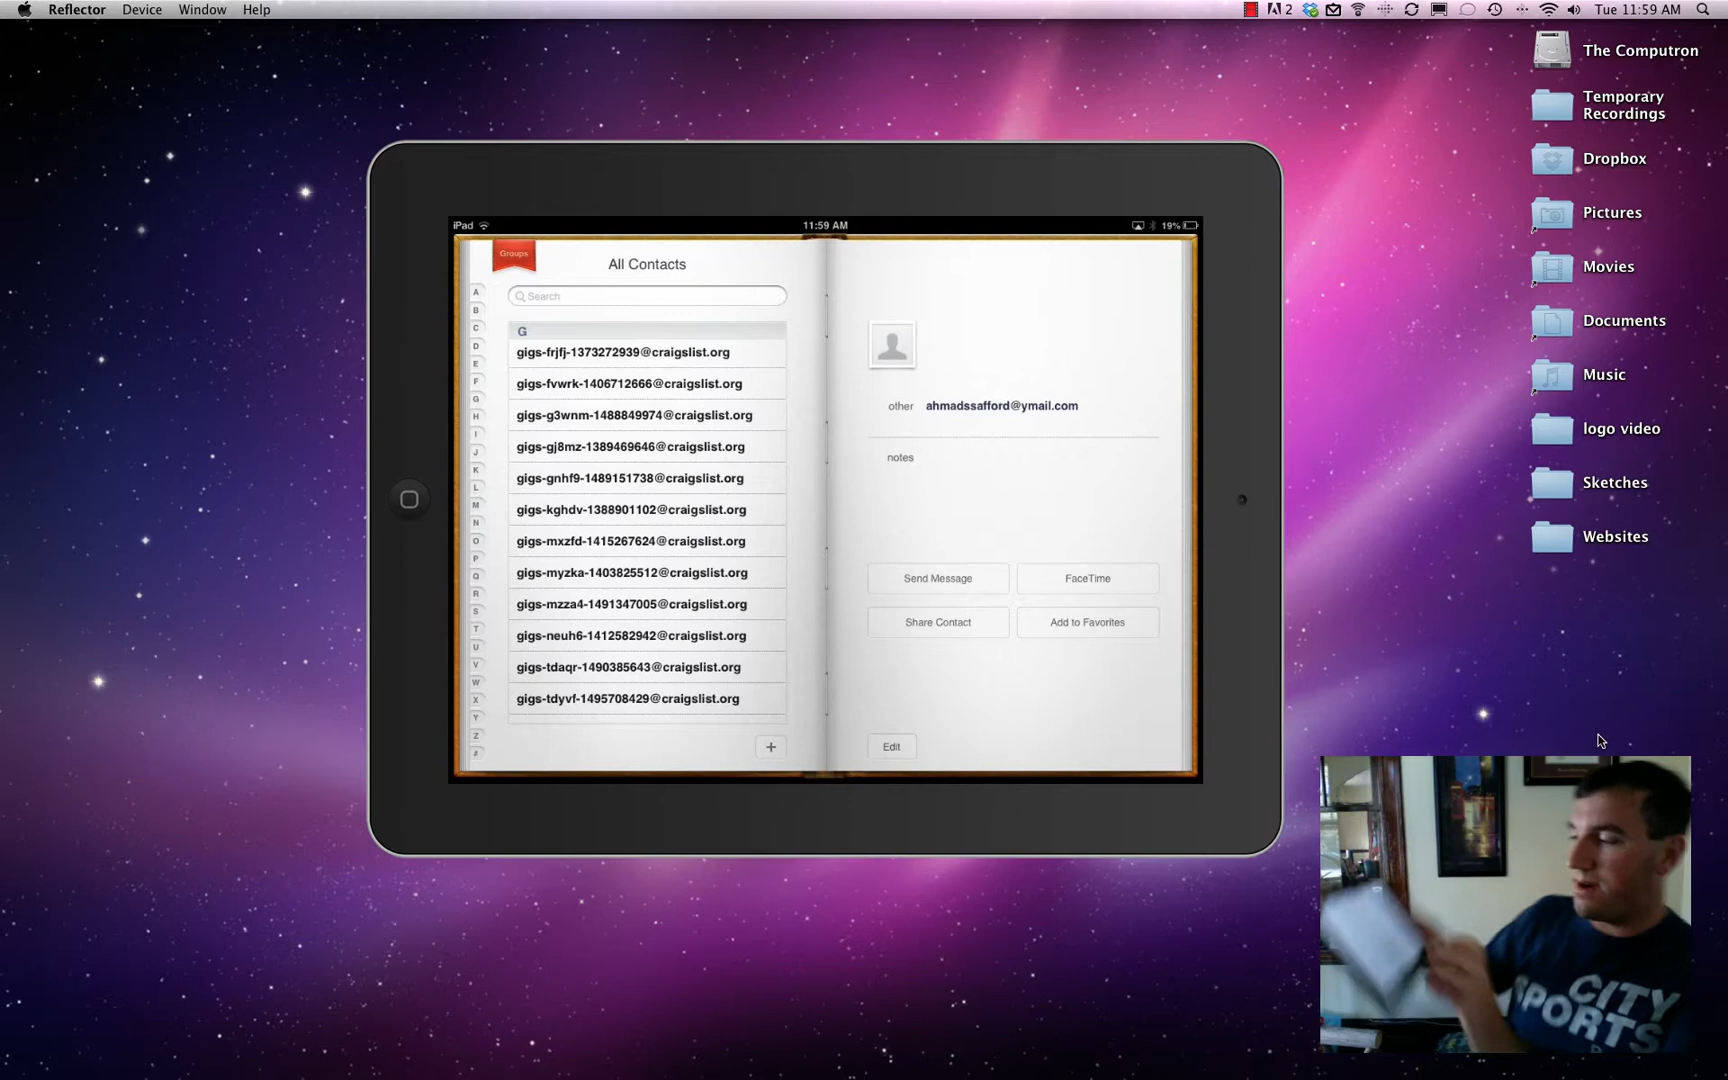 Reflector Device Window Help
2 Tue 11:59 AM
The Computron
Temporary
Recordings
Dropbox
Pictures
Movies
Documents
Music
logo video
Sketches
Websites
iPad 11:59 AM 19%
Groups
All Contacts
Search
A
B
C
D
E
F
G
H
I
J
K
L
M
N
O
P
Q
R
S
T
U
V
W
X
Y
Z
#
G
gigs-frjfj-1373272939@craigslist.org
gigs-fvwrk-1406712666@craigslist.org
gigs-g3wnm-1488849974@craigslist.org
gigs-gj8mz-1389469646@craigslist.org
gigs-gnhf9-1489151738@craigslist.org
gigs-kghdv-1388901102@craigslist.org
gigs-mxzfd-1415267624@craigslist.org
gigs-myzka-1403825512@craigslist.org
gigs-mzza4-1491347005@craigslist.org
gigs-neuh6-1412582942@craigslist.org
gigs-tdaqr-1490385643@craigslist.org
gigs-tdyvf-1495708429@craigslist.org
+
other ahmadssafford@ymail.com
notes
Send Message FaceTime
Share Contact Add to Favorites
Edit
CITY
SPORTS